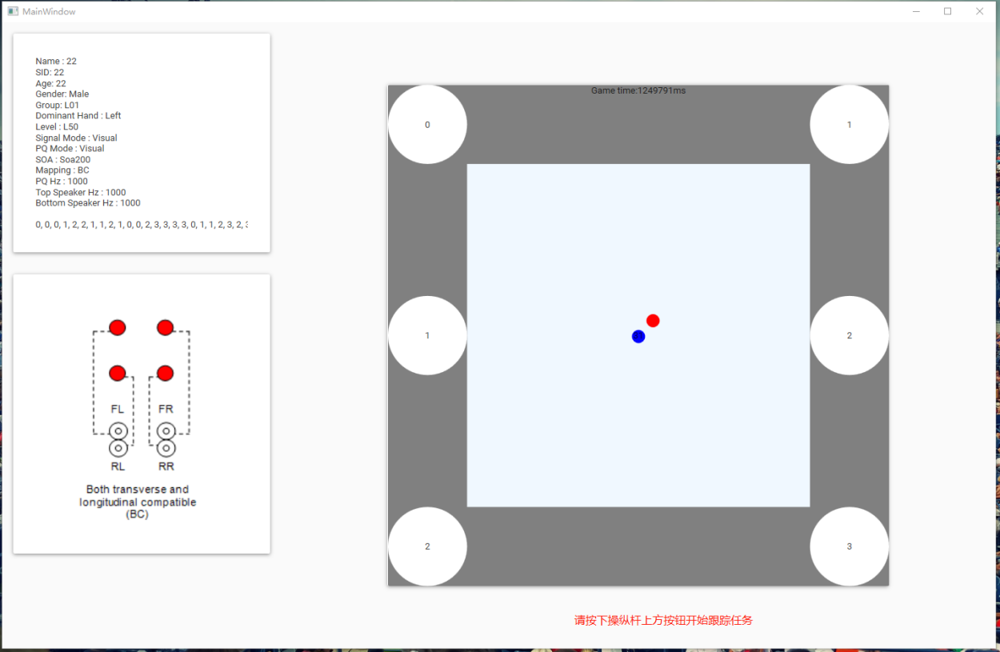 MainWindow
Name : 22
SID: 22
Age: 22
Gender: Male
Group: L01
Dominant Hand : Left
Level : L50
Signal Mode : Visual
PQ Mode : Visual
SOA : Soa200
Mapping : BC
PQ Hz : 1000
Top Speaker Hz : 1000
Bottom Speaker Hz : 1000
0, 0, 0, 1, 2, 2, 1, 1, 2, 1, 0, 0, 2, 3, 3, 3, 3, 0, 1, 1, 2, 3, 2,
FL FR
RL RR
Both transverse and
longitudinal compatible
(BC)
Game time:1249791ms
0 1
1 2
2 3
请按下操纵杆上方按钮开始跟踪任务